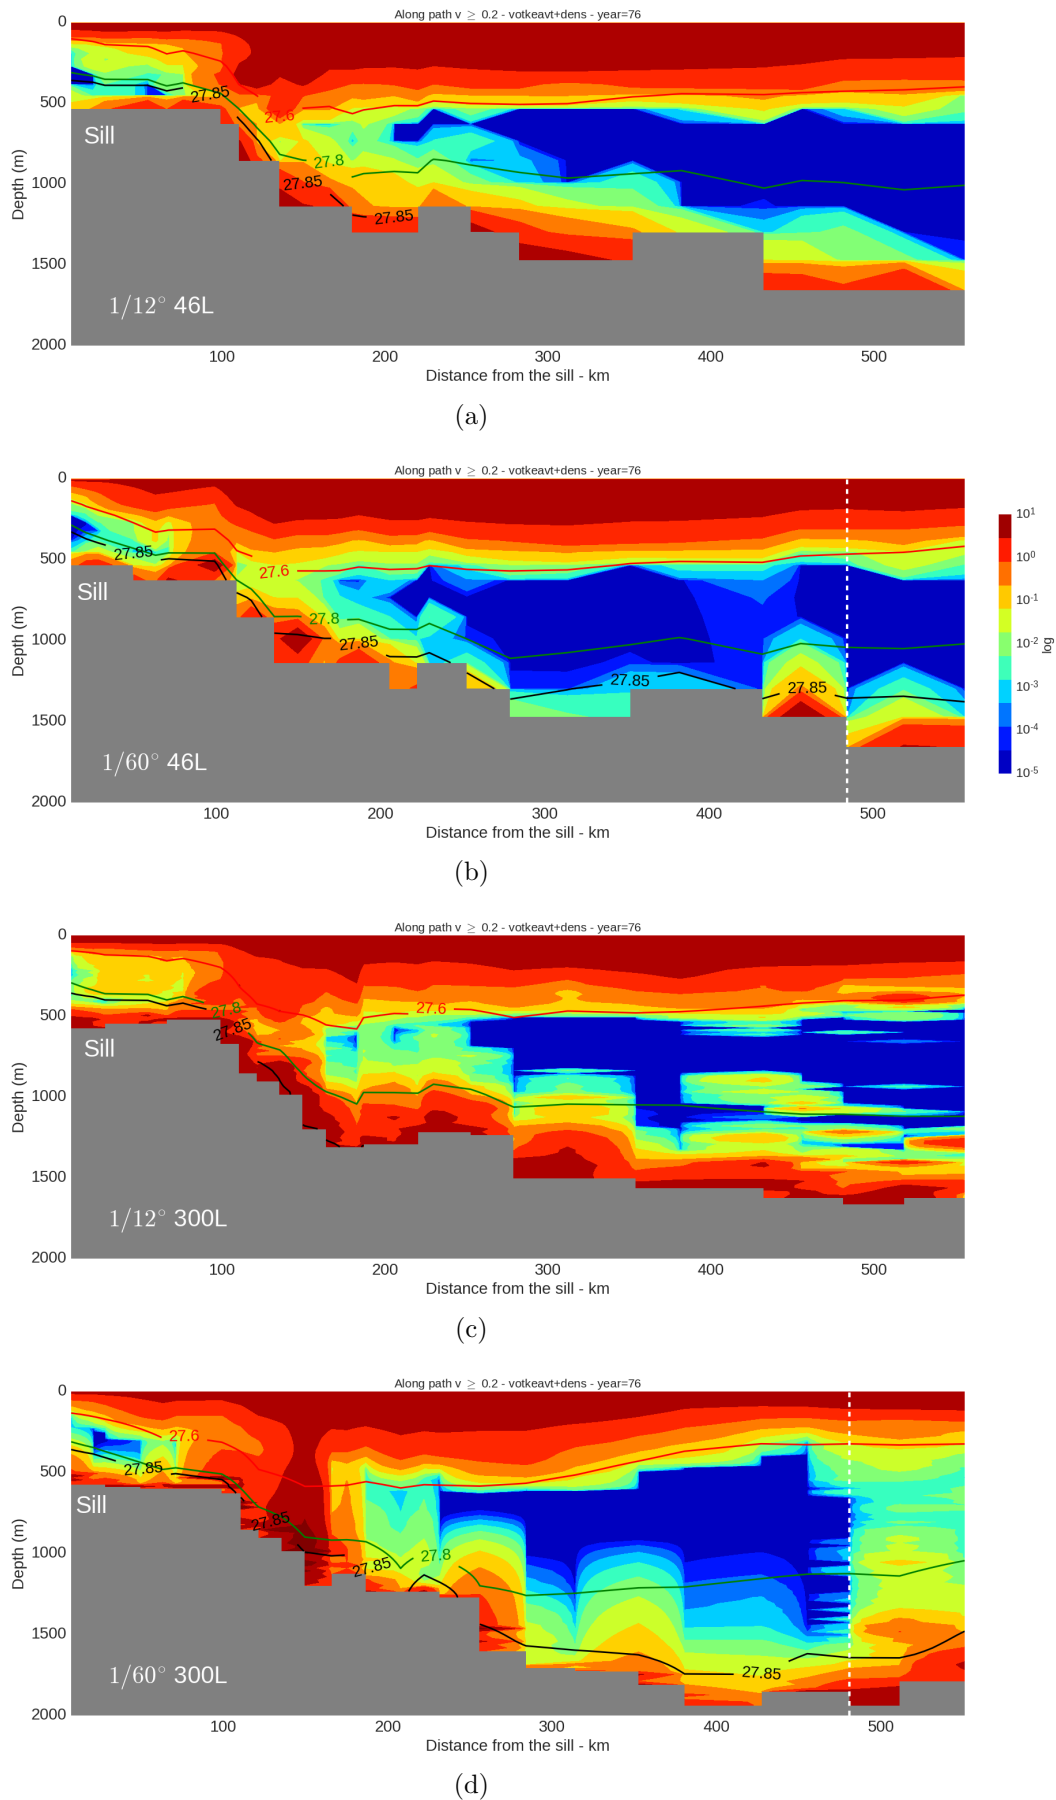 Along path v ≥ 0.2 - votkeavt+dens - year=76
0
500
1000
1500
2000
Depth (m)
27.85
27.6
27.8
27.85
27.85
Sill
1/12° 46L
100 200 300 400 500
Distance from the sill - km
(a)
Along path v ≥ 0.2 - votkeavt+dens - year=76
0
500
1000
1500
2000
Depth (m)
27.85
27.6
27.8
27.85
27.85
27.85
Sill
1/60° 46L
100 200 300 400 500
Distance from the sill - km
10^1
10^0
10^-1
10^-2
10^-3
10^-4
10^-5
log
(b)
Along path v ≥ 0.2 - votkeavt+dens - year=76
0
500
1000
1500
2000
Depth (m)
27.8
27.85
27.6
Sill
1/12° 300L
100 200 300 400 500
Distance from the sill - km
(c)
Along path v ≥ 0.2 - votkeavt+dens - year=76
0
500
1000
1500
2000
Depth (m)
27.6
27.85
27.85
27.85
27.8
27.85
Sill
1/60° 300L
100 200 300 400 500
Distance from the sill - km
(d)